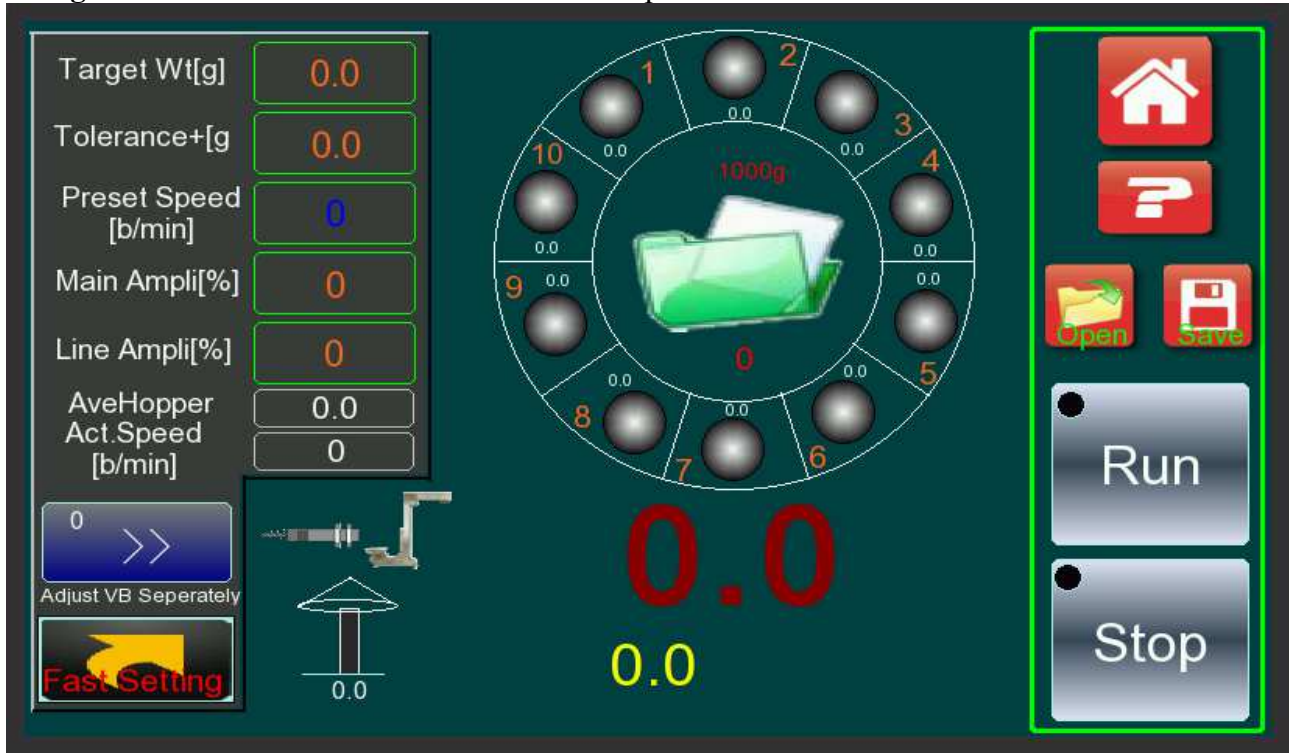 Target Wt[g]
0.0
Tolerance+[g
0.0
Preset Speed
[b/min]
0
Main Ampli[%]
0
Line Ampli[%]
0
AveHopper
0.0
Act.Speed
[b/min]
0
0
>>
Adjust VB Seperately
Fast Setting
0.0
1
0.0
2
0.0
3
0.0
4
0.0
5
0.0
6
0.0
7
0.0
8
0.0
9
0.0
10
0.0
1000g
0
0.0
0.0
?
Open
Save
Run
Stop